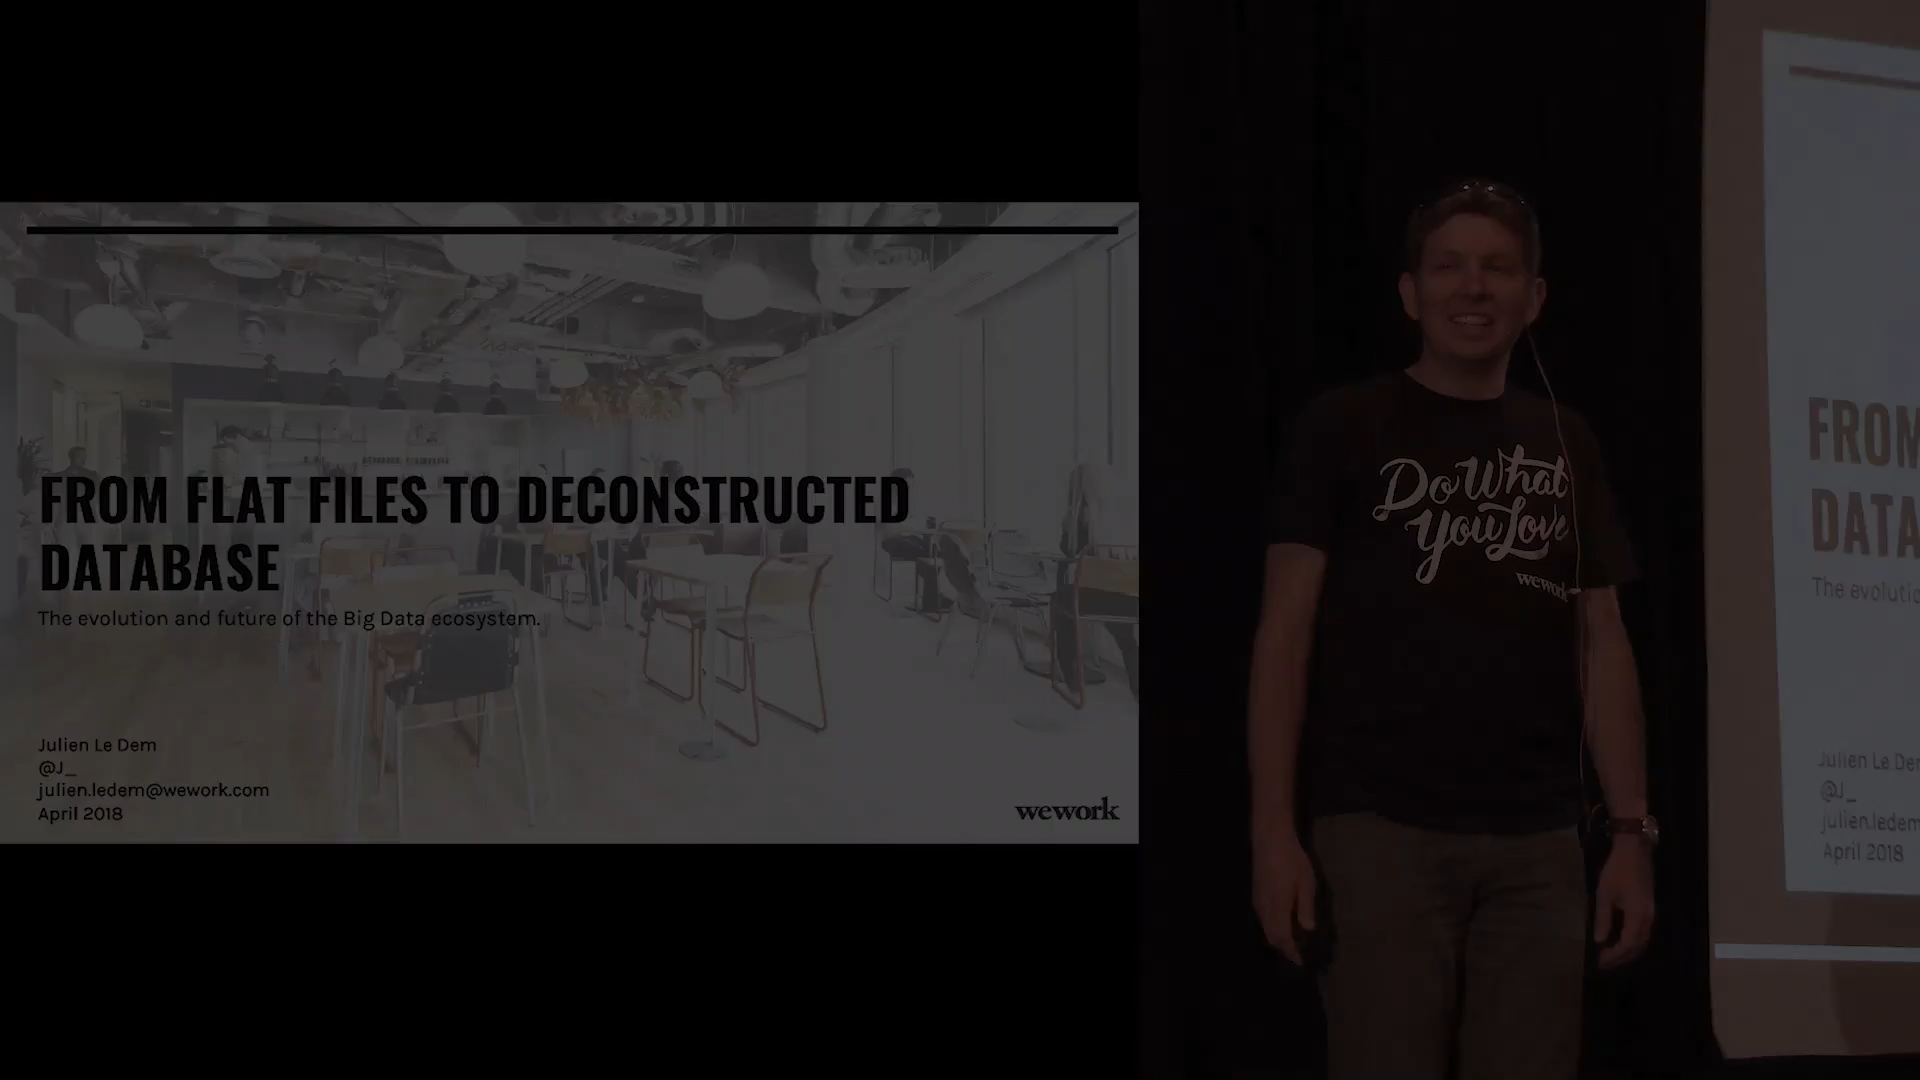 FROM FLAT FILES TO DECONSTRUCTED
DATABASE
The evolution and future of the Big Data ecosystem.
Julien Le Dem
@J_
julien.ledem@wework.com
April 2018
wework
Do What
You Love
wework
FROM
DATA
The evolutio
Julien Le Der
@J_
julien.ledem
April 2018